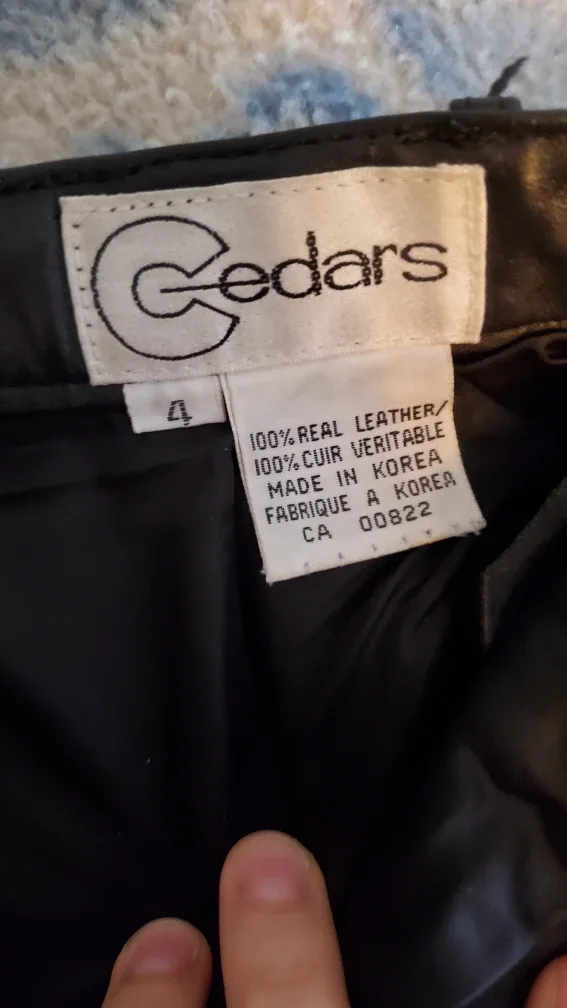 Cedars
4
100% REAL LEATHER/
100% CUIR VERITABLE
MADE IN KOREA
FABRIQUE A KOREA
CA 00822